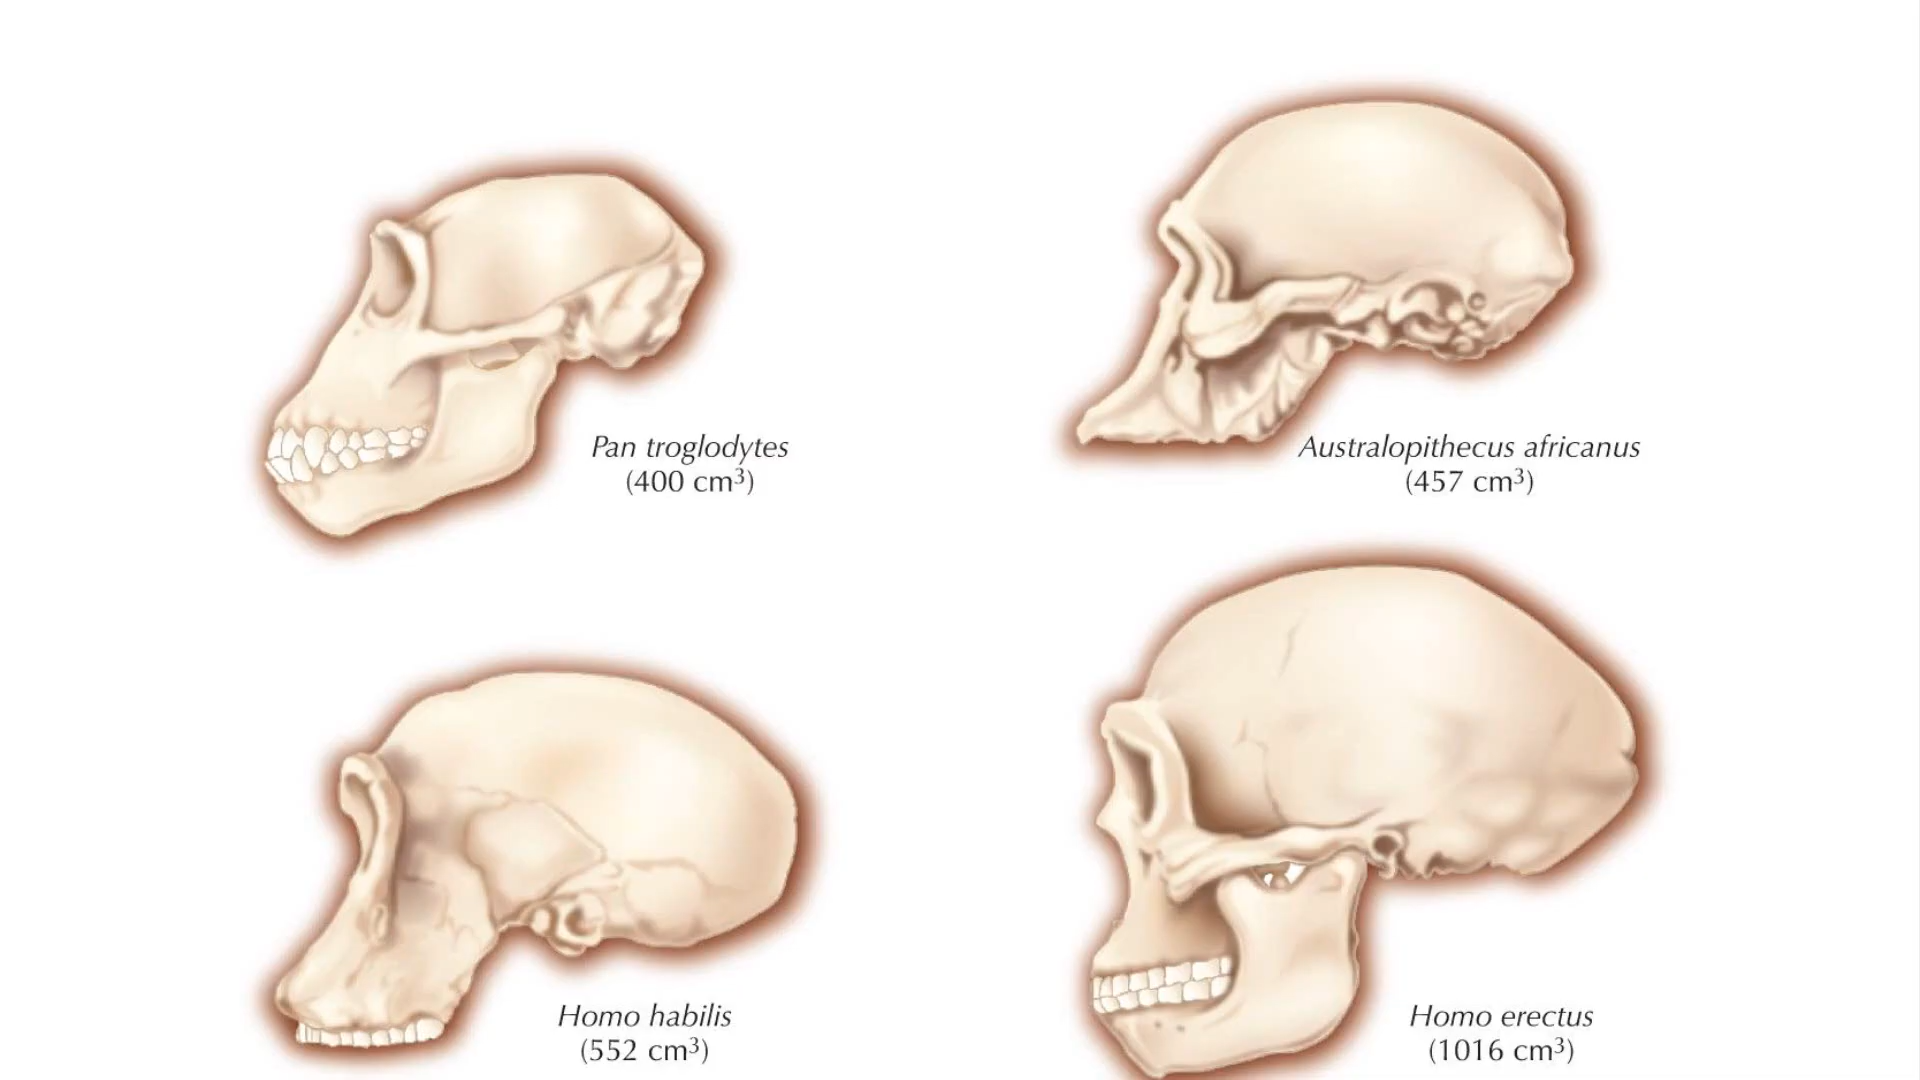 Pan troglodytes
(400 cm³)
Australopithecus africanus
(457 cm³)
Homo habilis
(552 cm³)
Homo erectus
(1016 cm³)